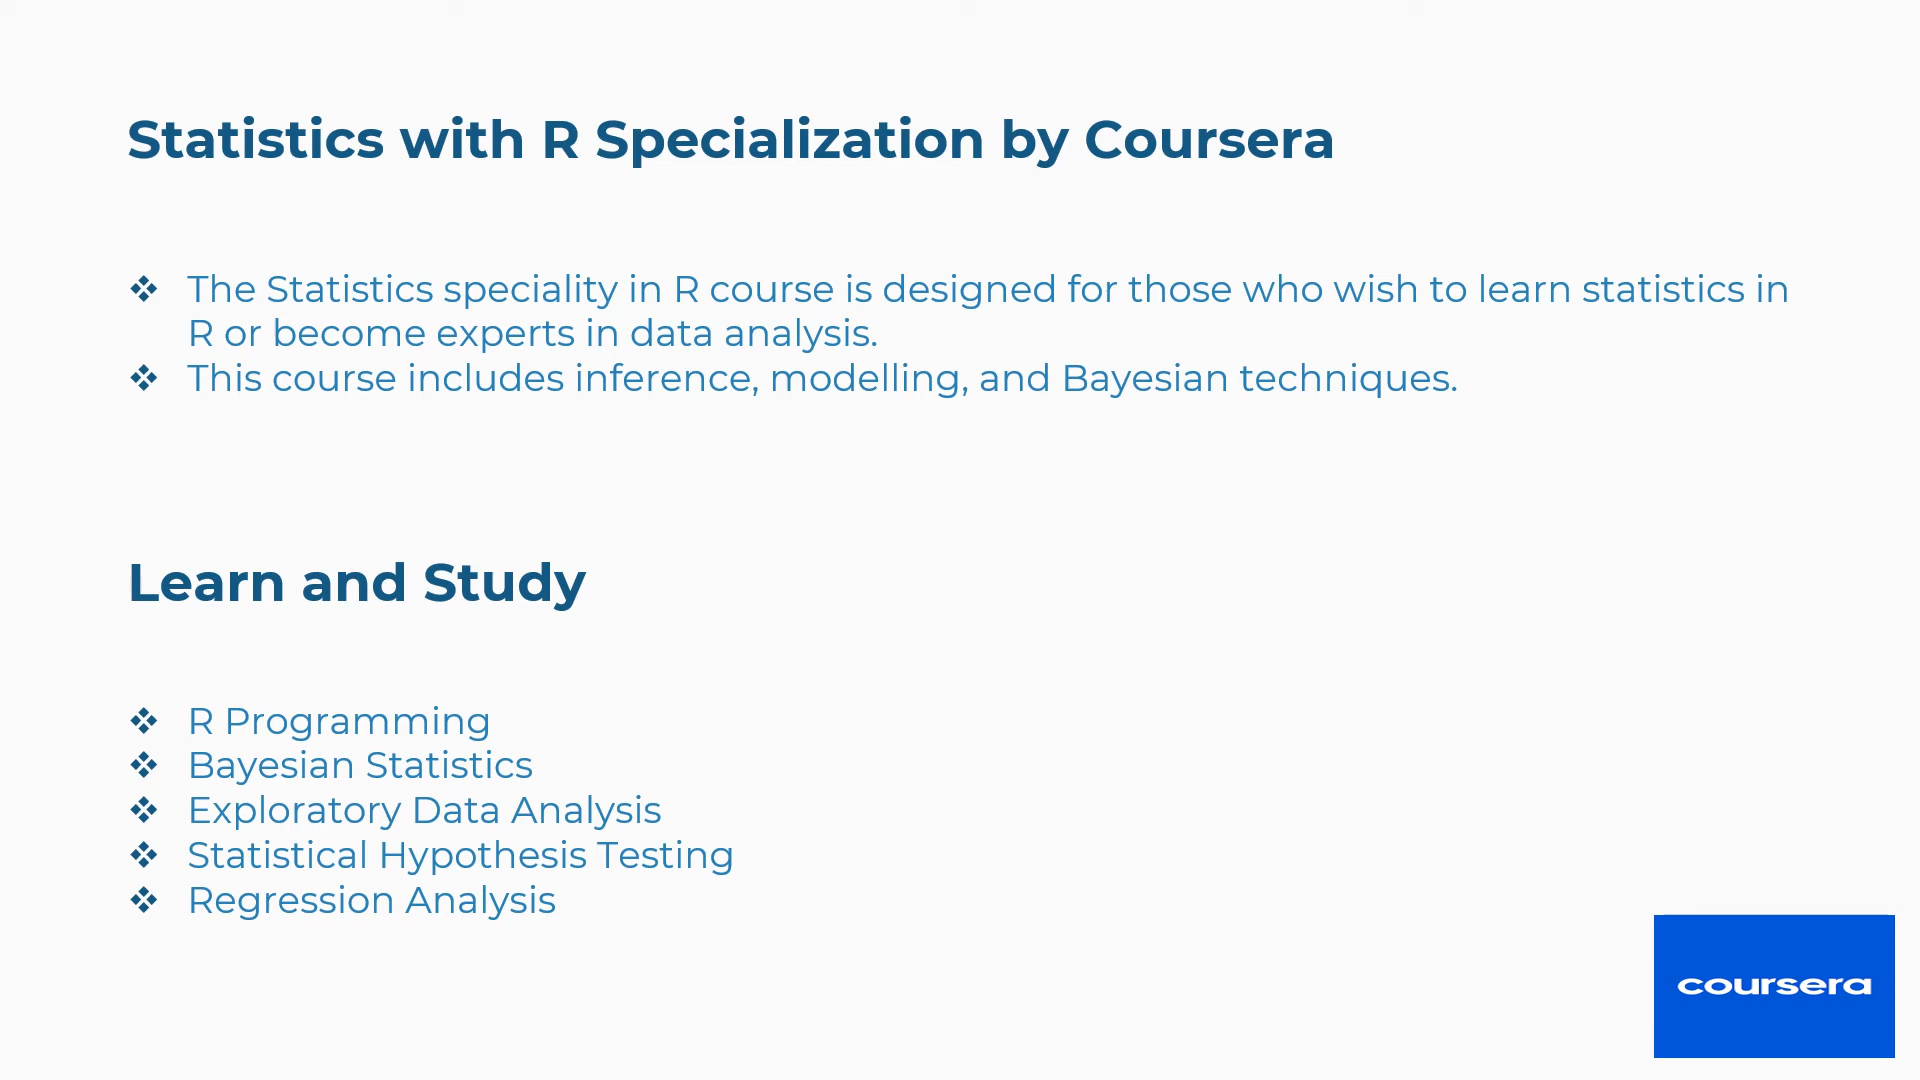 Statistics with R Specialization by Coursera
❖ The Statistics speciality in R course is designed for those who wish to learn statistics in
R or become experts in data analysis.
❖ This course includes inference, modelling, and Bayesian techniques.
Learn and Study
❖ R Programming
❖ Bayesian Statistics
❖ Exploratory Data Analysis
❖ Statistical Hypothesis Testing
❖ Regression Analysis
coursera